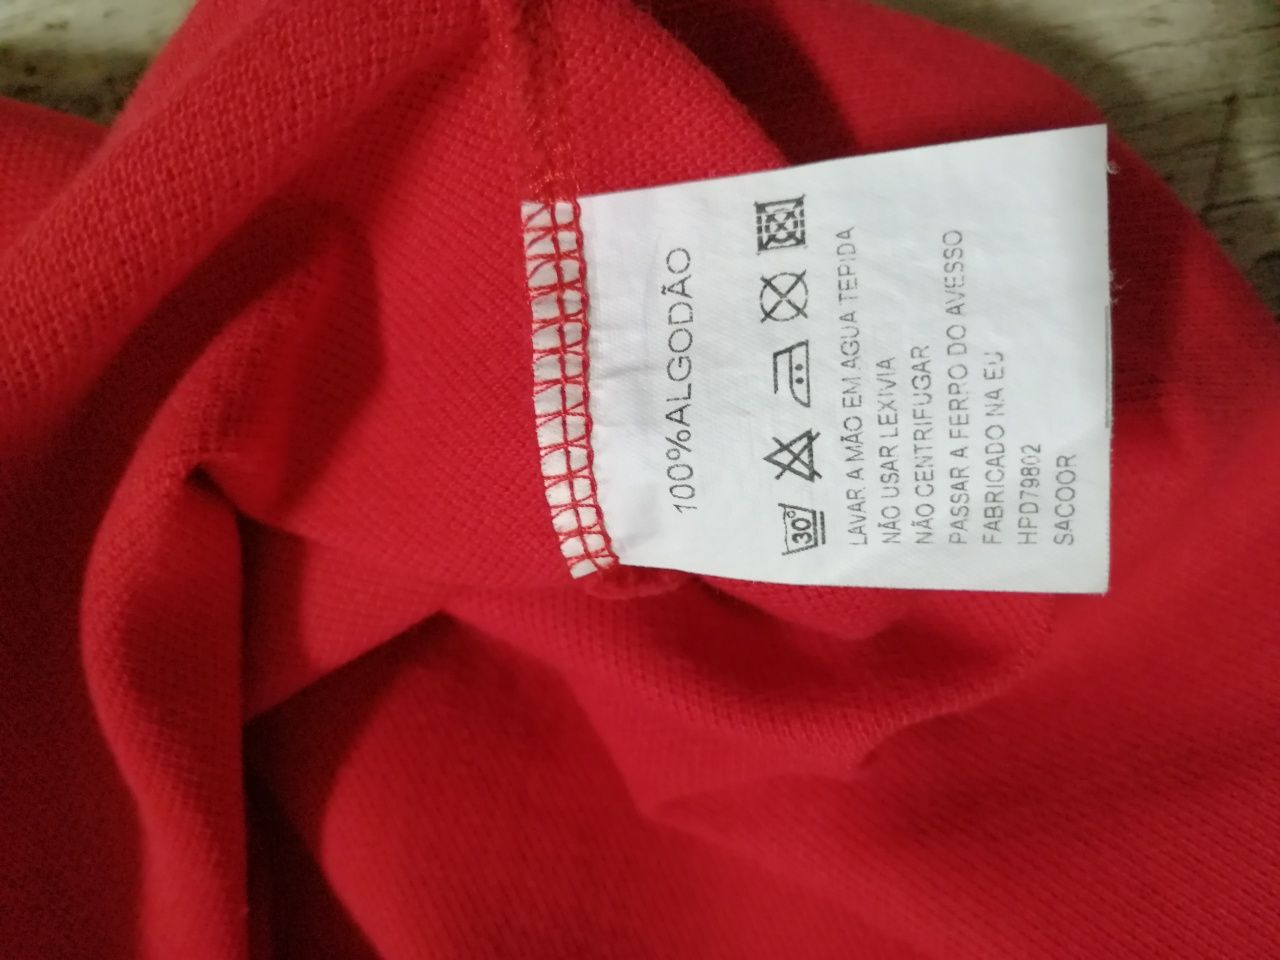 100%ALGODÃO
30°
LAVAR A MÃO EM AGUA TEPIDA
NÃO USAR LEXIVIA
NÃO CENTRIFUGAR
PASSAR A FERRO DO AVESSO
FABRICADO NA EU
HPD79802
SACOOR